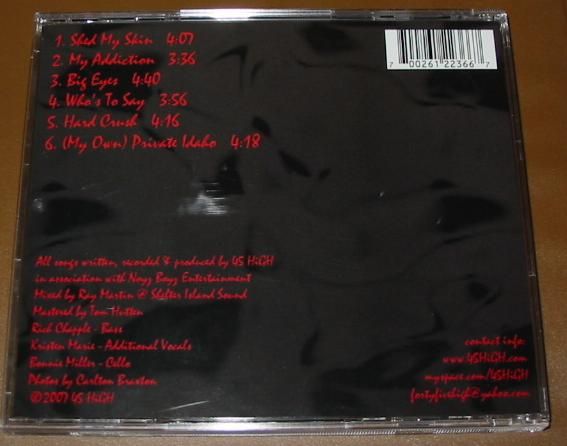 1. Shed My Skin 4:07
2. My Addiction 3:36
3. Big Eyes 4:40
4. Who's To Say 3:56
5. Hard Crush 4:16
6. (My Own) Private Idaho 4:18
7 00261 22366 7
All songs written, recorded & produced by 45 HiGH
in association with Noyz Boyz Entertainment
Mixed by Ray Martin @ Shelter Island Sound
Mastered by Tom Hutten
Rich Chapple - Bass
Kristen Marie - Additional Vocals
Bonnie Miller - Cello
Photos by Carlton Braxton
©2007 45 HiGH
contact info:
www.45HiGH.com
myspace.com/45HiGH
fortyfivehigh@yahoo.com